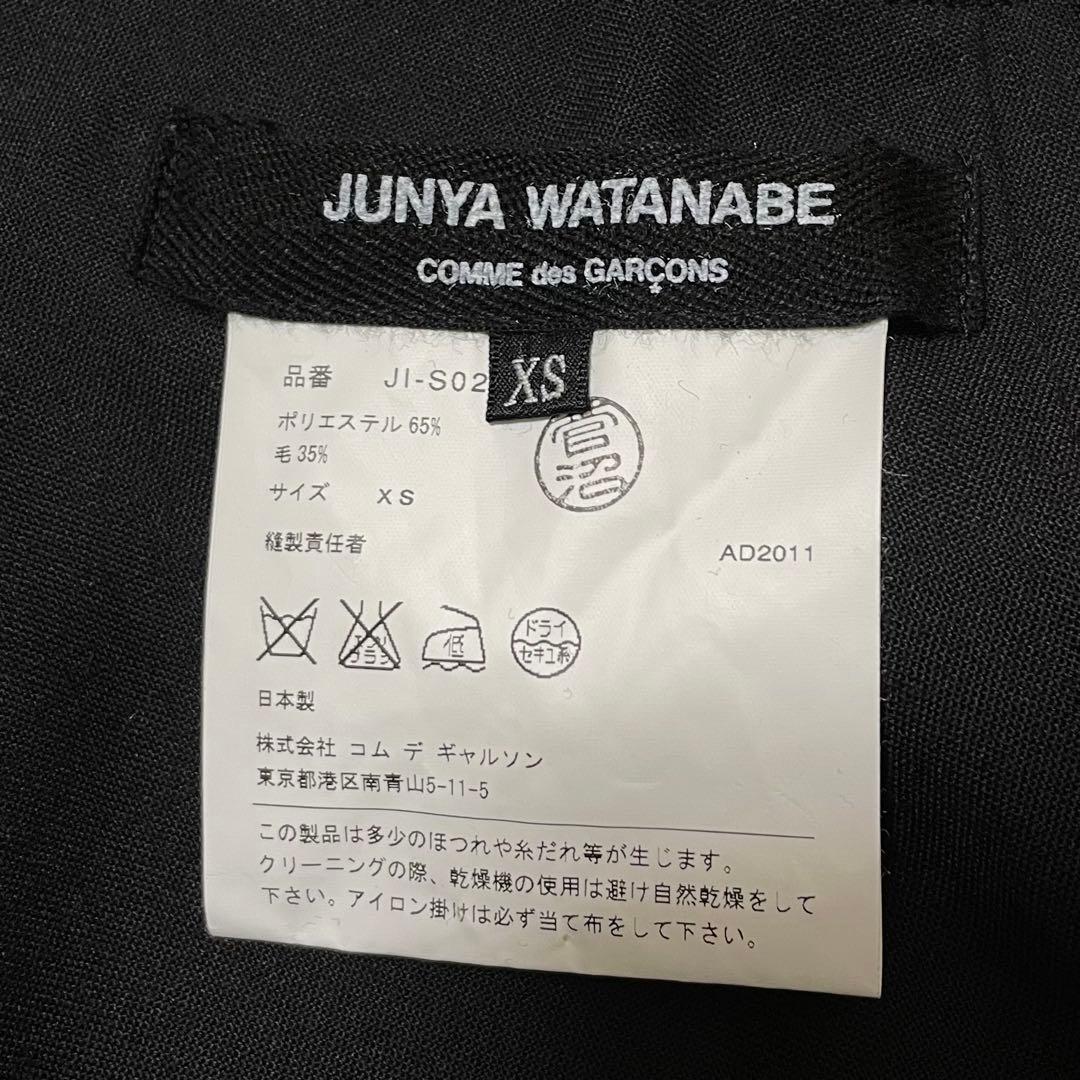 JUNYA WATANABE
COMME des GARÇONS
XS
品番 JI-S02
ポリエステル 65%
毛 35%
サイズ XS
菅沼
縫製責任者
AD2011
低
ドライ
セキユ系
日本製
株式会社 コム デ ギャルソン
東京都港区南青山5-11-5
この製品は多少のほつれや糸だれ等が生じます。
クリーニングの際、乾燥機の使用は避け自然乾燥をして
下さい。アイロン掛けは必ず当て布をして下さい。